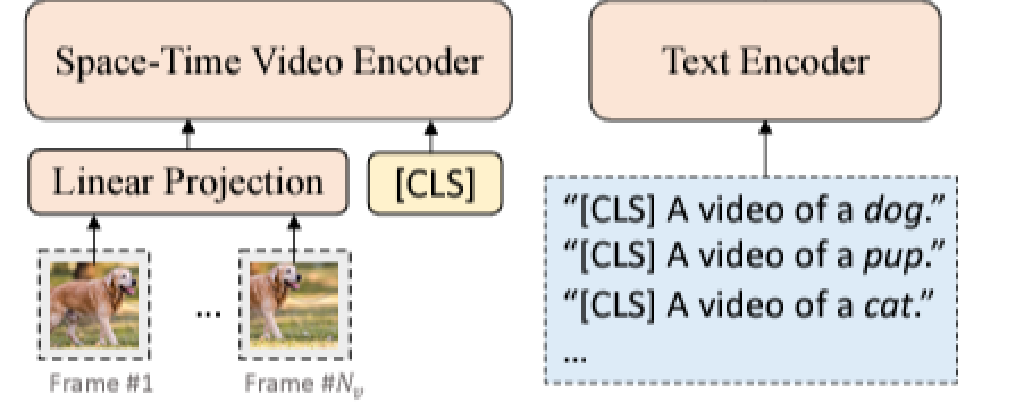 Space-Time Video Encoder
Text Encoder
Linear Projection
[CLS]
“[CLS] A video of a dog.”
“[CLS] A video of a pup.”
“[CLS] A video of a cat.”
...
...
Frame #1
Frame #Nv